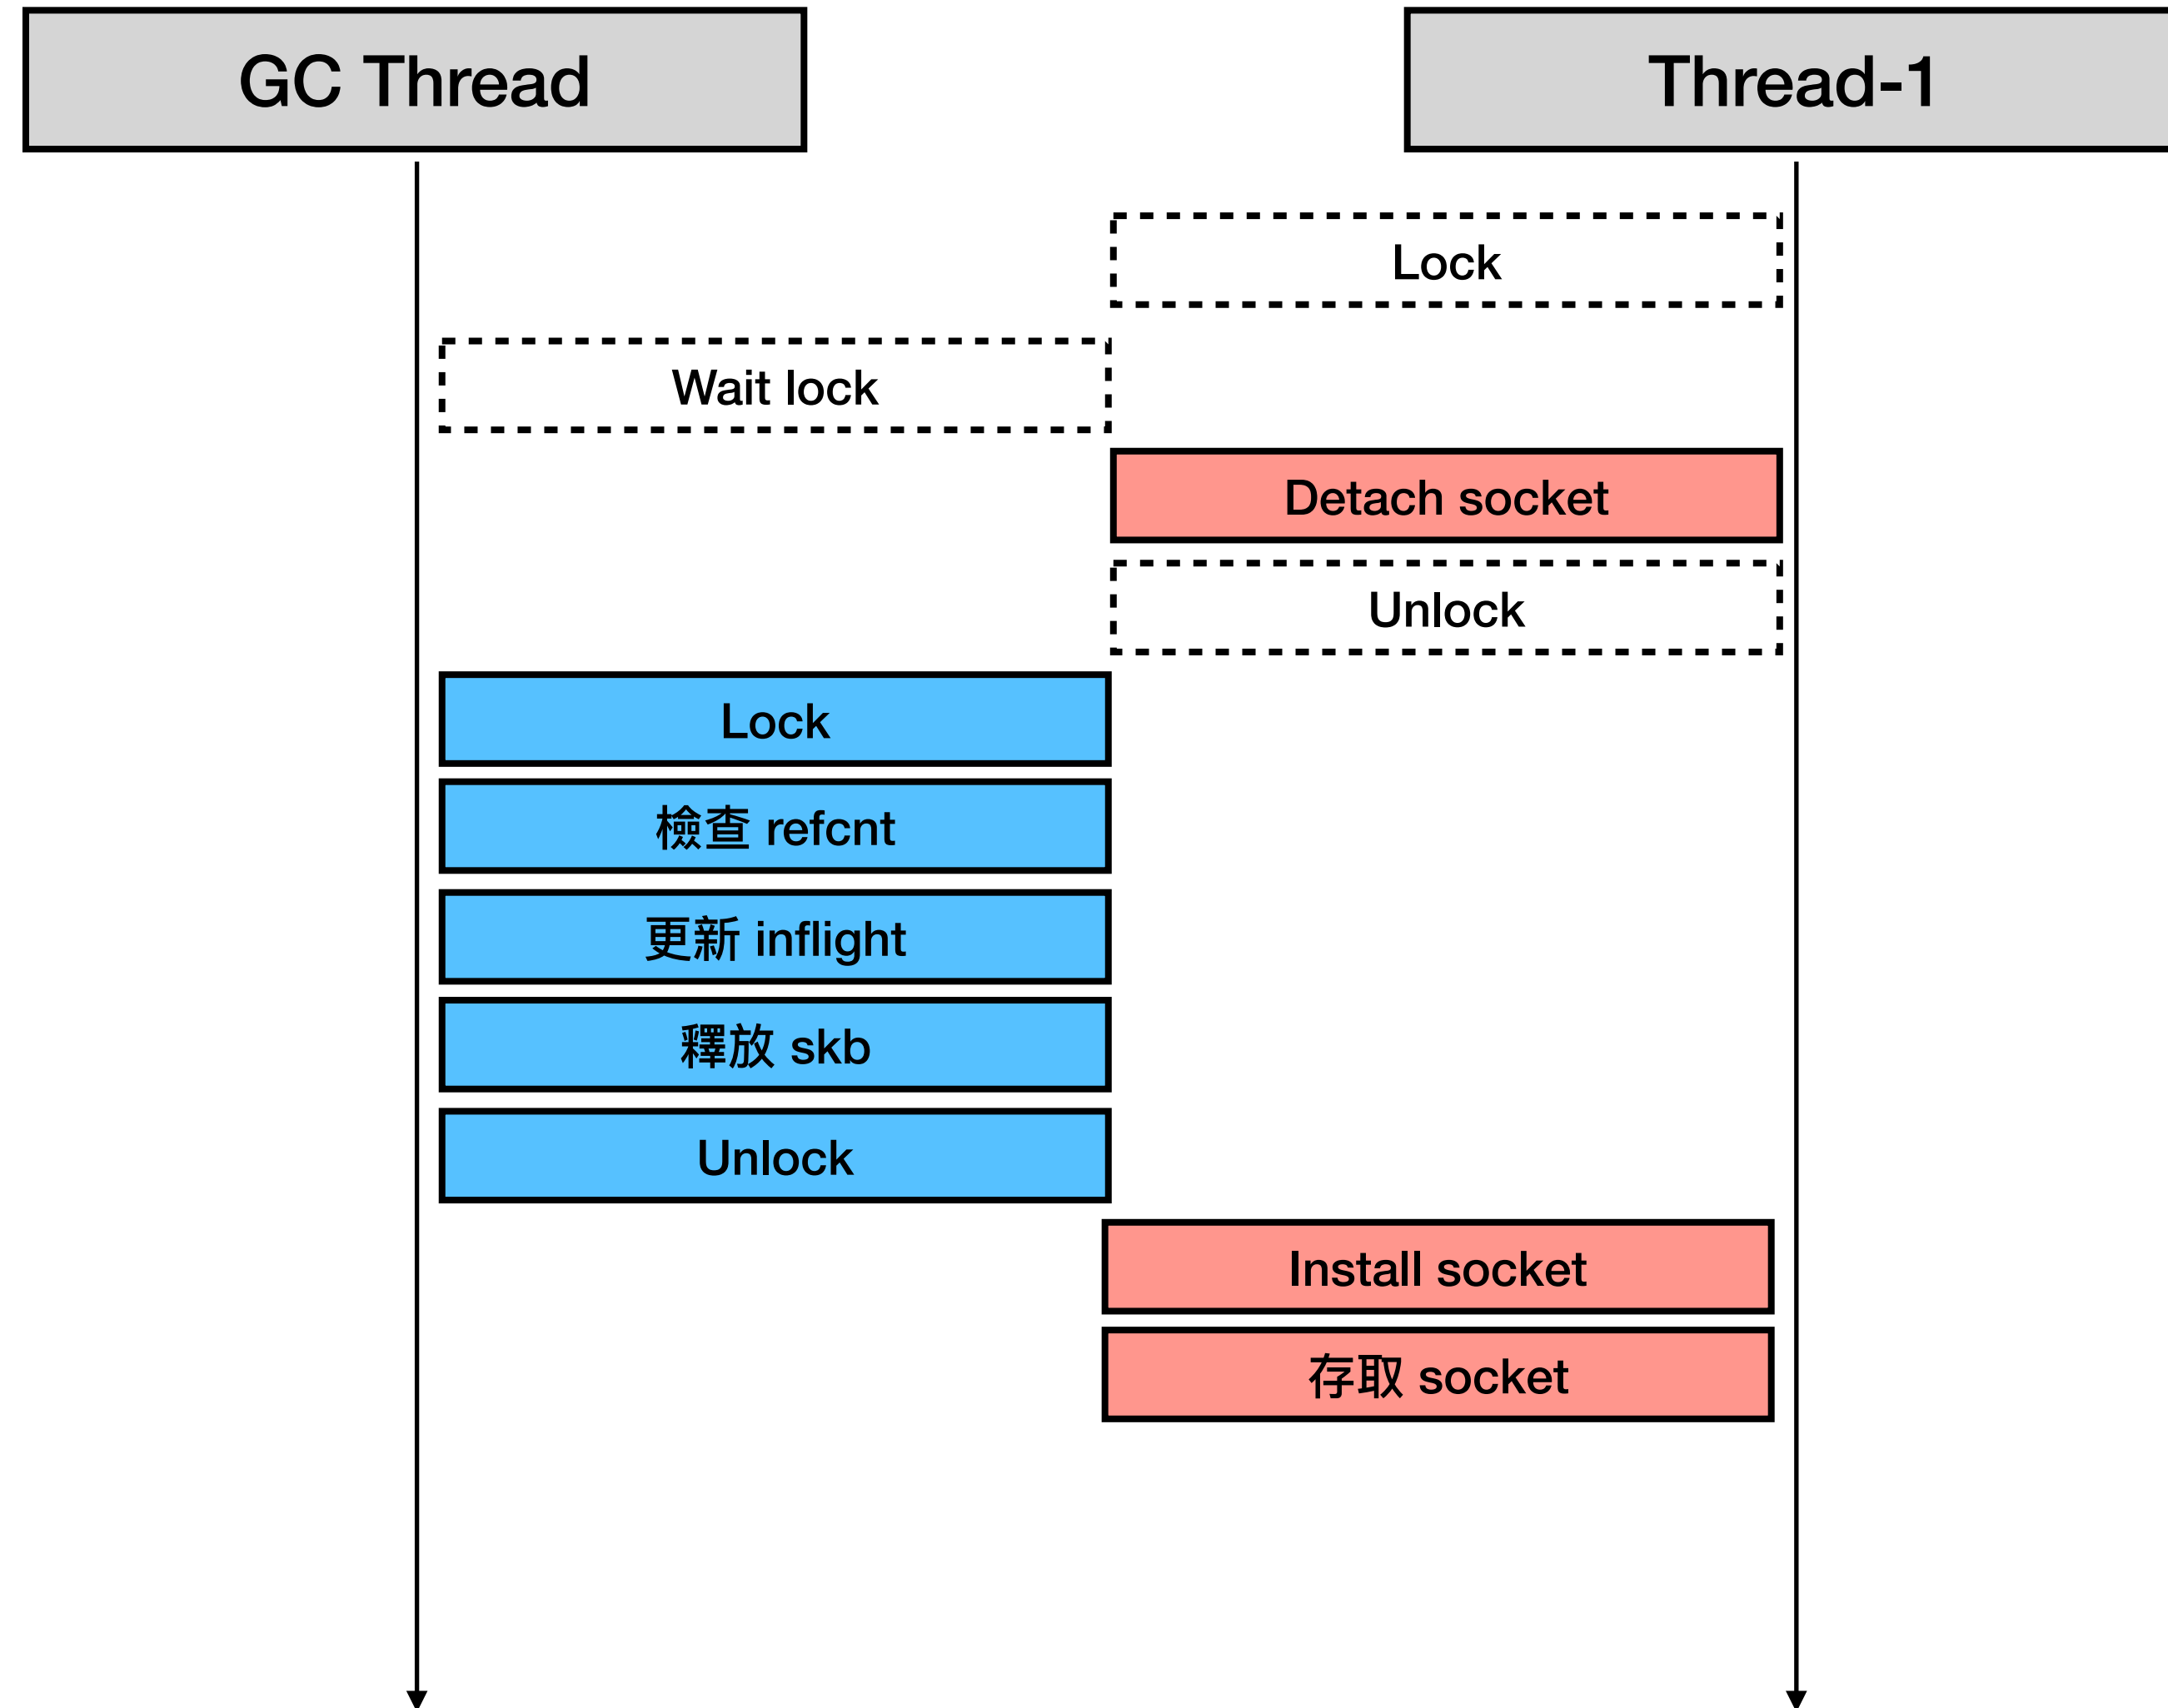 GC Thread
Thread-1
Lock
Wait lock
Detach socket
Unlock
Lock
檢查 refcnt
更新 inflight
釋放 skb
Unlock
Install socket
存取 socket